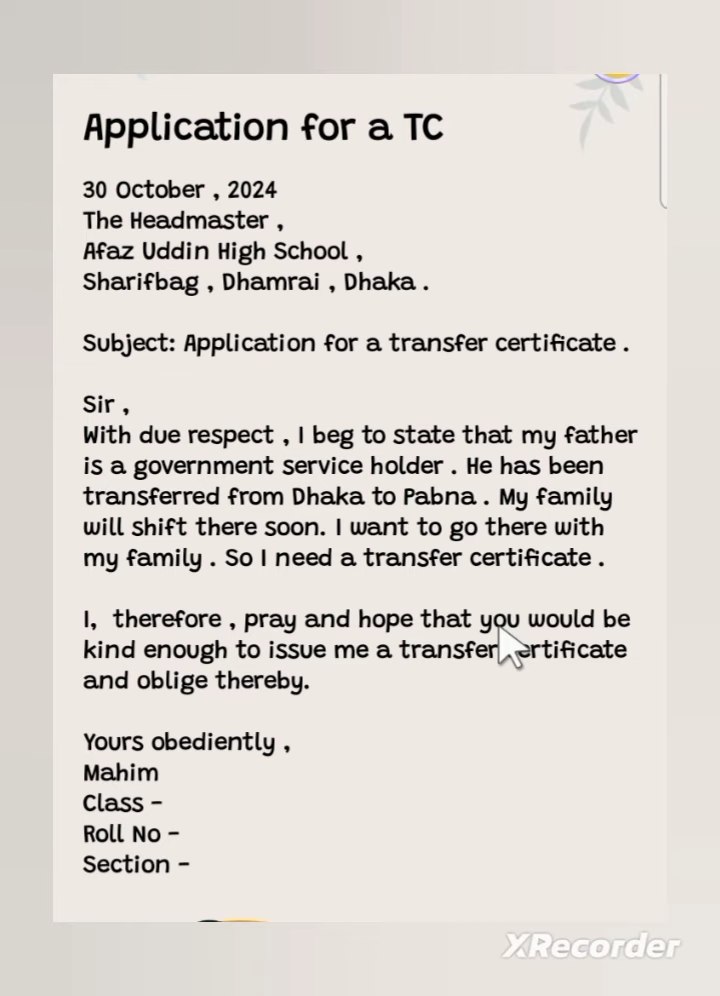 Application for a TC
30 October , 2024
The Headmaster ,
Afaz Uddin High School ,
Sharifbag , Dhamrai , Dhaka .
Subject: Application for a transfer certificate .
Sir ,
With due respect , I beg to state that my father
is a government service holder . He has been
transferred from Dhaka to Pabna . My family
will shift there soon. I want to go there with
my family . So I need a transfer certificate .
I, therefore , pray and hope that you would be
kind enough to issue me a transfer certificate
and oblige thereby.
Yours obediently ,
Mahim
Class -
Roll No -
Section -
XRecorder